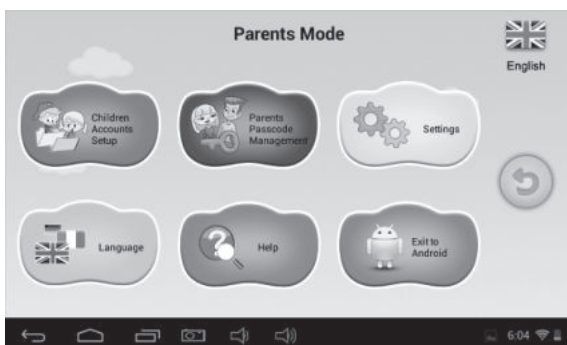 Parents Mode
English
Children
Accounts
Setup
Parents
Passcode
Management
Settings
Language
Help
Exit to
Android
6:04